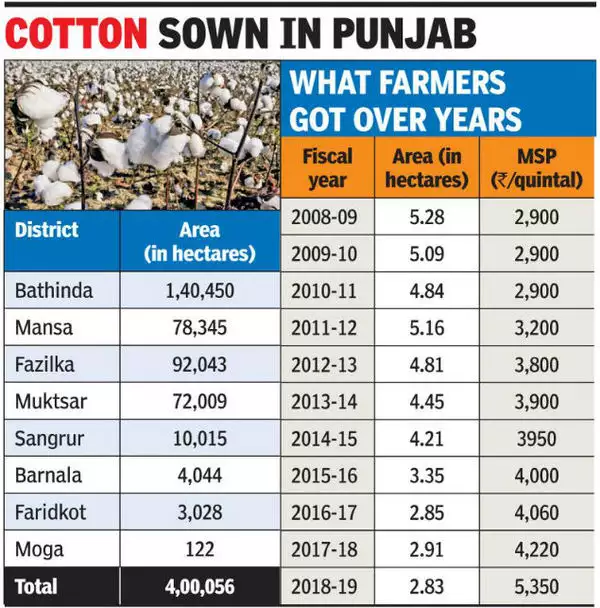 COTTON SOWN IN PUNJAB
District Area
(in hectares)
Bathinda 1,40,450
Mansa 78,345
Fazilka 92,043
Muktsar 72,009
Sangrur 10,015
Barnala 4,044
Faridkot 3,028
Moga 122
Total 4,00,056
WHAT FARMERS
GOT OVER YEARS
Fiscal Area (in MSP
year hectares) (₹/quintal)
2008-09 5.28 2,900
2009-10 5.09 2,900
2010-11 4.84 2,900
2011-12 5.16 3,200
2012-13 4.81 3,800
2013-14 4.45 3,900
2014-15 4.21 3950
2015-16 3.35 4,000
2016-17 2.85 4,060
2017-18 2.91 4,220
2018-19 2.83 5,350